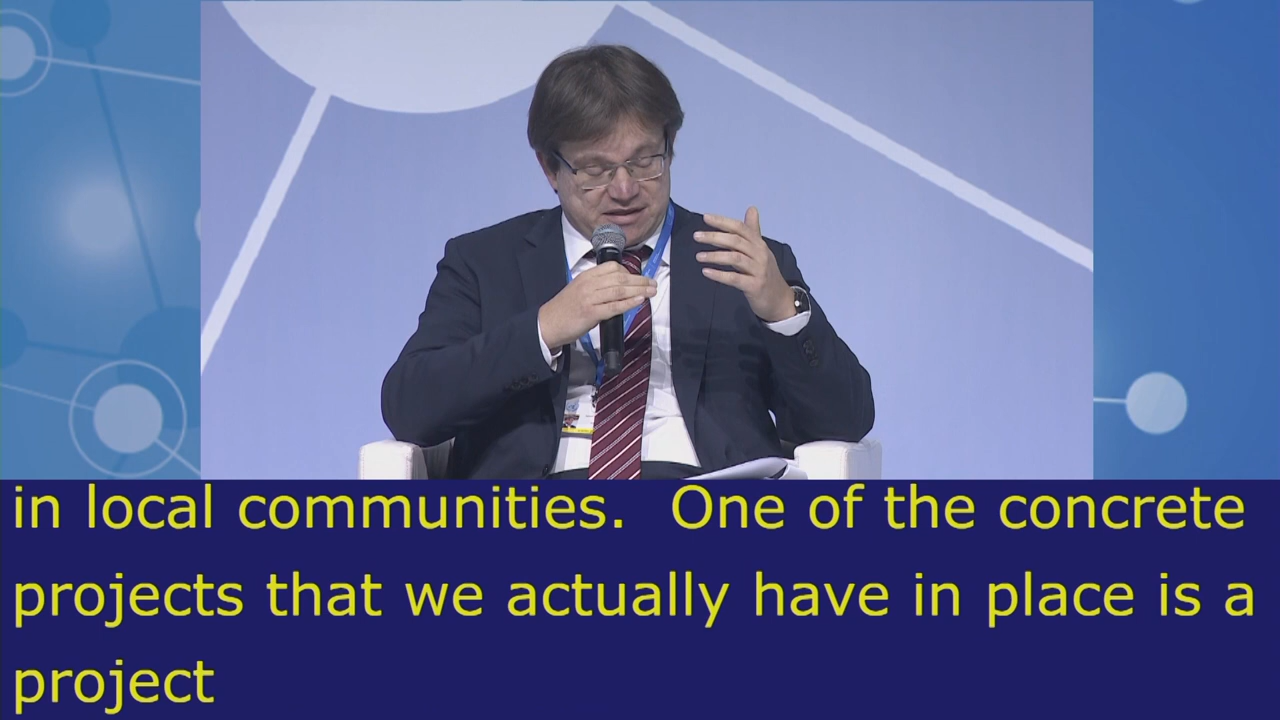 in local communities.  One of the concrete
projects that we actually have in place is a
project